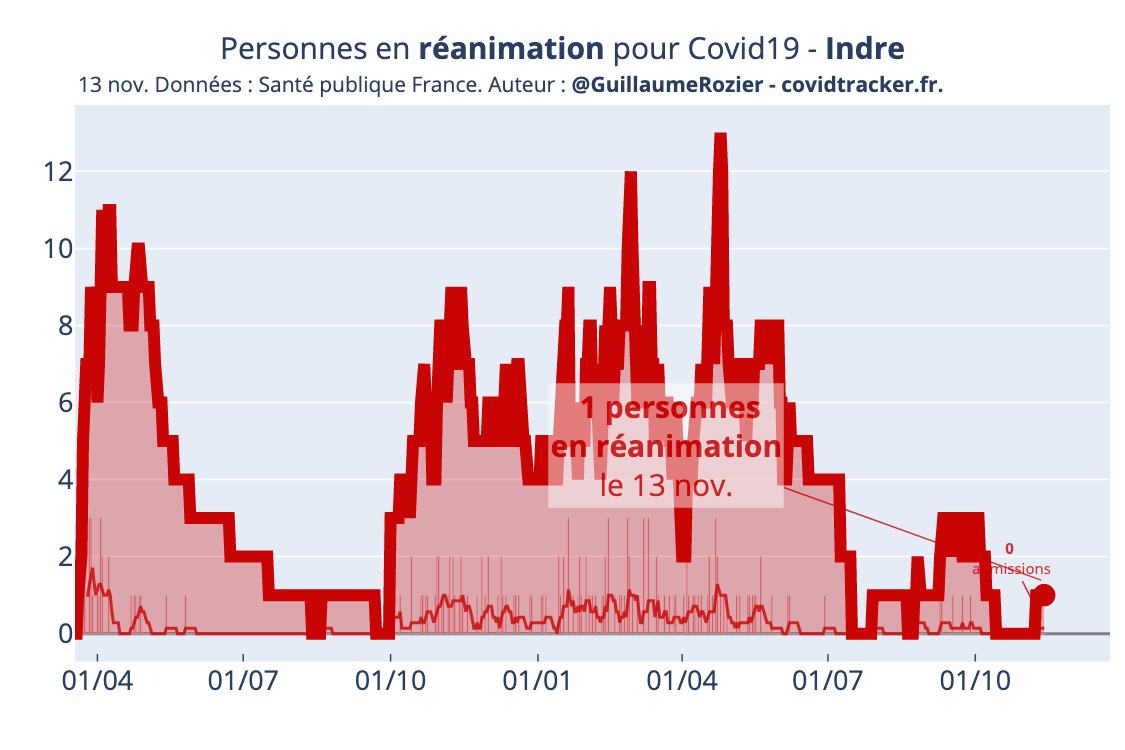 Personnes en réanimation pour Covid19 - Indre
13 nov. Données : Santé publique France. Auteur : @GuillaumeRozier - covidtracker.fr.
12
10
8
6
4
2
0
1 personnes
en réanimation
le 13 nov.
0
admissions
01/04
01/07
01/10
01/01
01/04
01/07
01/10